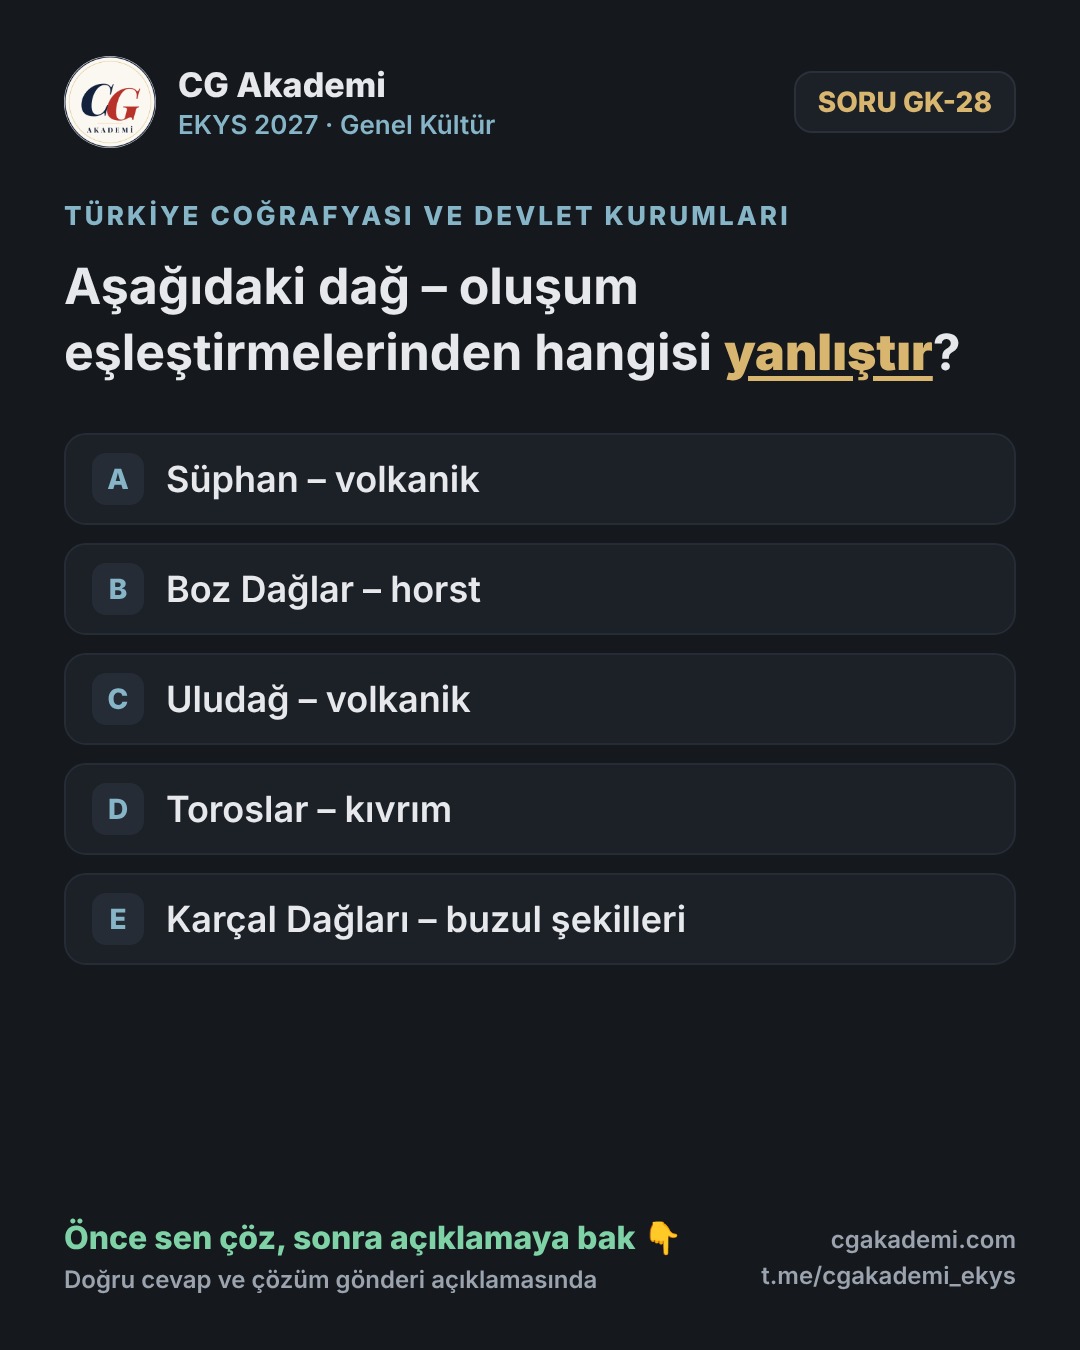 CG
AKADEMİ
CG Akademi
EKYS 2027 · Genel Kültür
SORU GK-28
TÜRKİYE COĞRAFYASI VE DEVLET KURUMLARI
Aşağıdaki dağ – oluşum
eşleştirmelerinden hangisi yanlıştır?
A Süphan – volkanik
B Boz Dağlar – horst
C Uludağ – volkanik
D Toroslar – kıvrım
E Karçal Dağları – buzul şekilleri
Önce sen çöz, sonra açıklamaya bak 👇
Doğru cevap ve çözüm gönderi açıklamasında
cgakademi.com
t.me/cgakademi_ekys